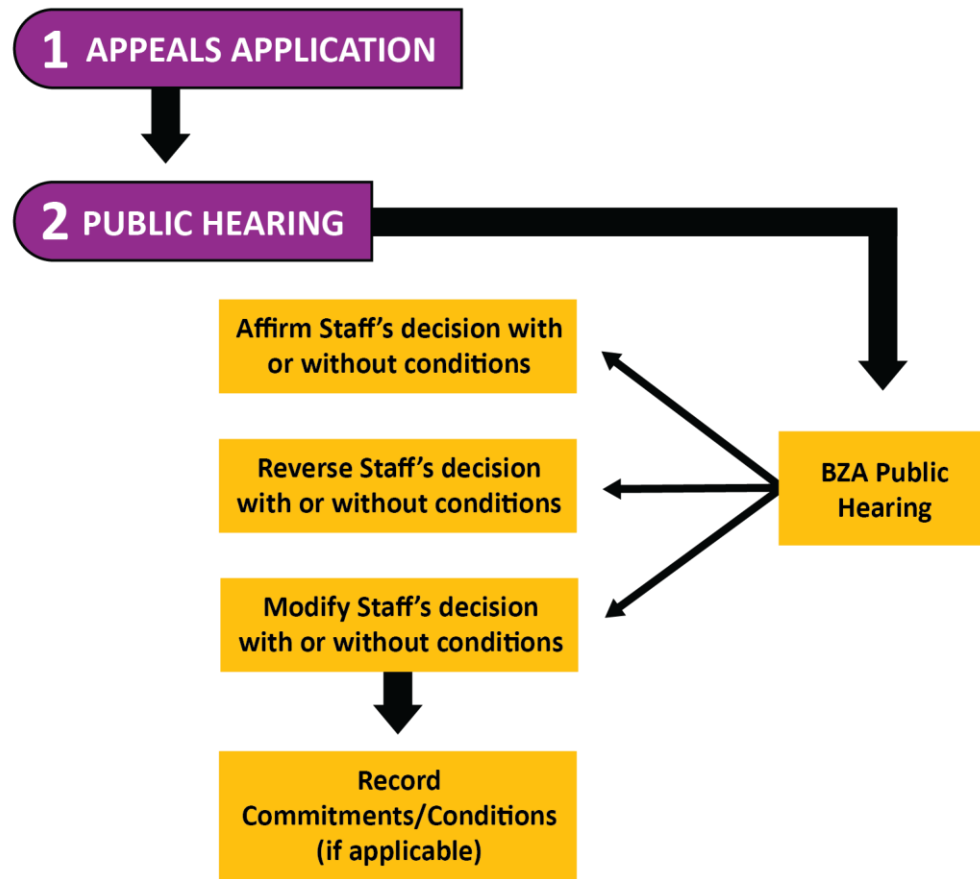 1 APPEALS APPLICATION
2 PUBLIC HEARING
Affirm Staff's decision with
or without conditions
Reverse Staff's decision
with or without conditions
Modify Staff's decision
with or without conditions
BZA Public
Hearing
Record
Commitments/Conditions
(if applicable)